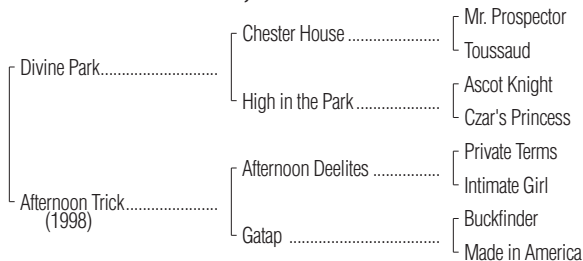 Mr. Prospector
Chester House ....................
Toussaud
Divine Park..........................
Ascot Knight
High in the Park ..................
Czar's Princess
Private Terms
Afternoon Deelites ...............
Intimate Girl
Afternoon Trick....................
(1998)
Buckfinder
Gatap .................................
Made in America